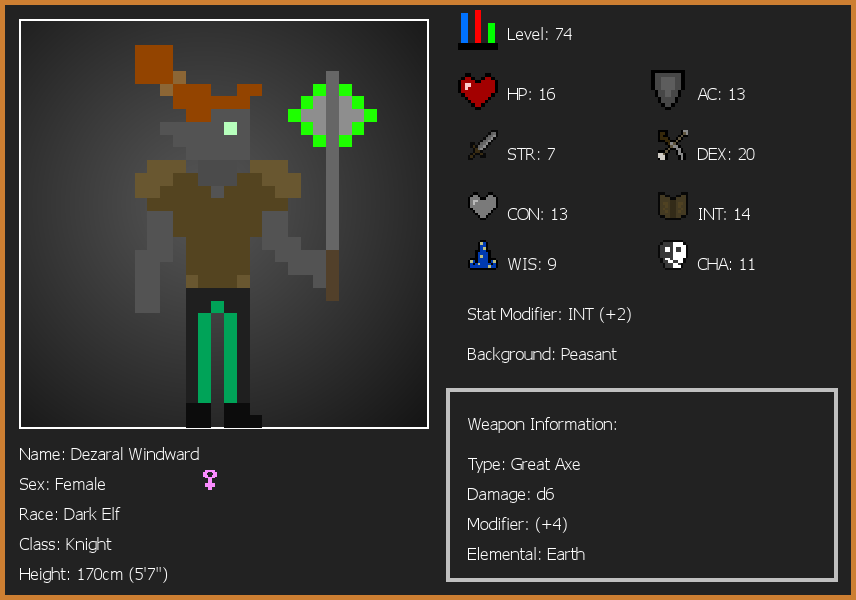 Level: 74
HP: 16
AC: 13
STR: 7
DEX: 20
CON: 13
INT: 14
WIS: 9
CHA: 11
Stat Modifier: INT (+2)
Background: Peasant
Weapon Information:
Type: Great Axe
Damage: d6
Modifier: (+4)
Elemental: Earth
Name: Dezaral Windward
Sex: Female
Race: Dark Elf
Class: Knight
Height: 170cm (5'7")